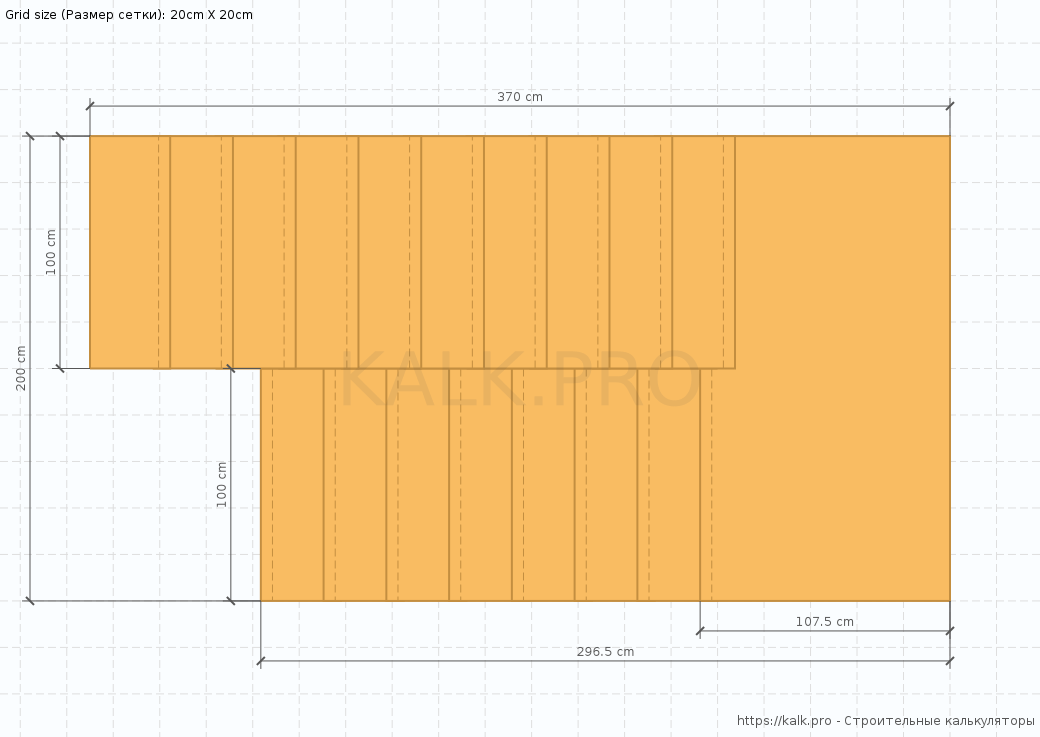 Grid size (Размер сетки): 20cm X 20cm
370 cm
100 cm
200 cm
KALK.PRO
100 cm
107.5 cm
296.5 cm
https://kalk.pro - Строительные калькуляторы